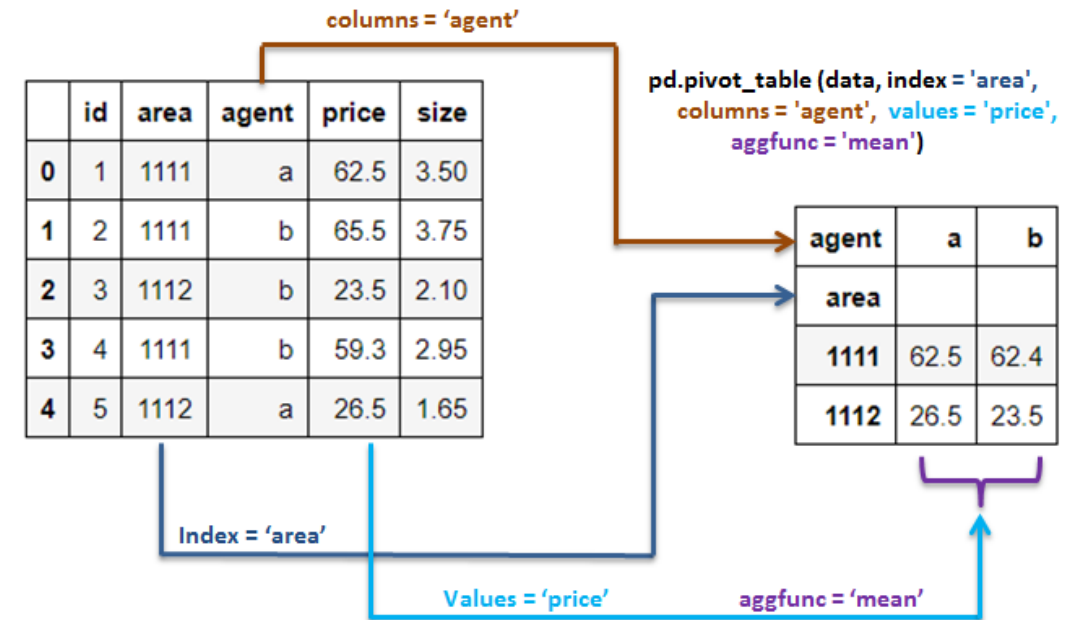 columns = ‘agent’
pd.pivot_table (data, index = 'area',
columns = 'agent', values = 'price',
aggfunc = 'mean')
id area agent price size
0 1 1111 a 62.5 3.50
1 2 1111 b 65.5 3.75
2 3 1112 b 23.5 2.10
3 4 1111 b 59.3 2.95
4 5 1112 a 26.5 1.65
agent a b
area
1111 62.5 62.4
1112 26.5 23.5
Index = ‘area’
Values = ‘price’
aggfunc = ‘mean’